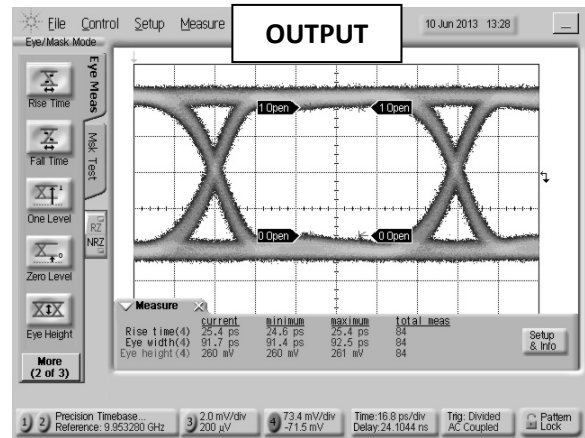 File Control Setup Measure OUTPUT 10 Jun 2013 13:28
Eye/Mask Mode
Eye Meas
Msk Test
RZ
NRZ
Rise Time
Fall Time
One Level
Zero Level
Eye Height
More
(2 of 3)
1 Open 1 Open
0 Open 0 Open
Measure
current minimum maximum total meas
Rise time(4) 25.4 ps 24.6 ps 25.4 ps 84
Eye width(4) 91.7 ps 91.4 ps 92.5 ps 84
Eye height(4) 260 mV 260 mV 261 mV 84
Setup
& Info
1 2 Precision Timebase...
Reference: 9.953280 GHz
3 2.0 mV/div
200 μV
4 73.4 mV/div
-71.5 mV
Time:16.8 ps/div
Delay:24.1044 ns
Trig: Divided
AC Coupled
Pattern
Lock